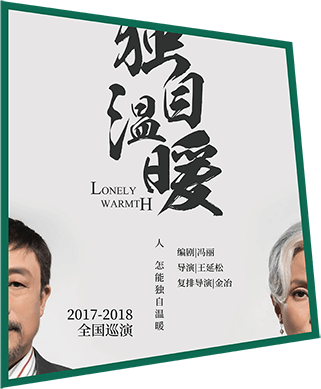 独自
温暖
LONELY
WARMTH
人 怎能独自温暖
编剧|冯丽
导演|王延松
复排导演|金冶
2017-2018
全国巡演